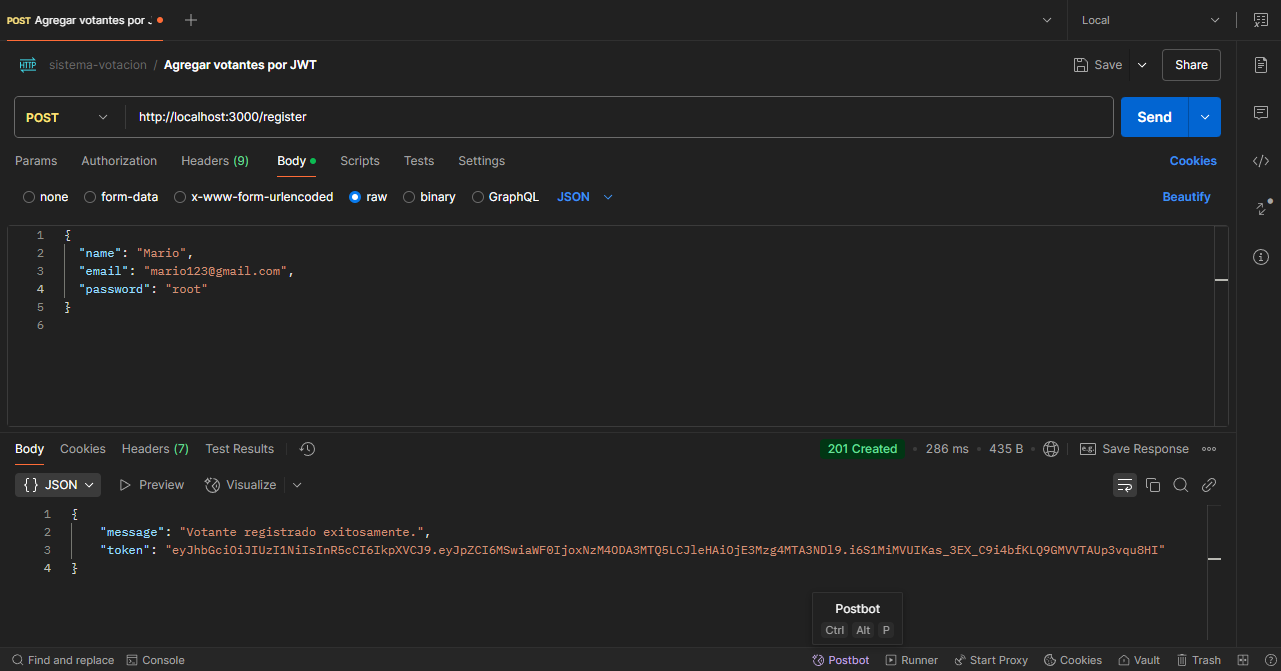 POST Agregar votantes por J
Local
HTTP sistema-votacion / Agregar votantes por JWT
Save
Share
POST
http://localhost:3000/register
Send
Params Authorization Headers (9) Body Scripts Tests Settings Cookies
none form-data x-www-form-urlencoded raw binary GraphQL JSON Beautify
1 {
2 "name": "Mario",
3 "email": "mario123@gmail.com",
4 "password": "root"
5 }
6
Body Cookies Headers (7) Test Results 201 Created • 286 ms • 435 B e.g. Save Response
{} JSON Preview Visualize
1 {
2 "message": "Votante registrado exitosamente.",
3 "token": "eyJhbGciOiJIUzI1NiIsInR5cCI6IkpXVCJ9.eyJpZCI6MSwiaWF0IjoxNzM4ODA3MTQ5LCJleHAiOjE3Mzg4MTA3NDl9.i6S1MiMVUIKas_3EX_C9i4bfKLQ9GMVVTAUp3vqu8HI"
4 }
Postbot
Ctrl Alt P
Find and replace Console Postbot Runner Start Proxy Cookies Vault Trash